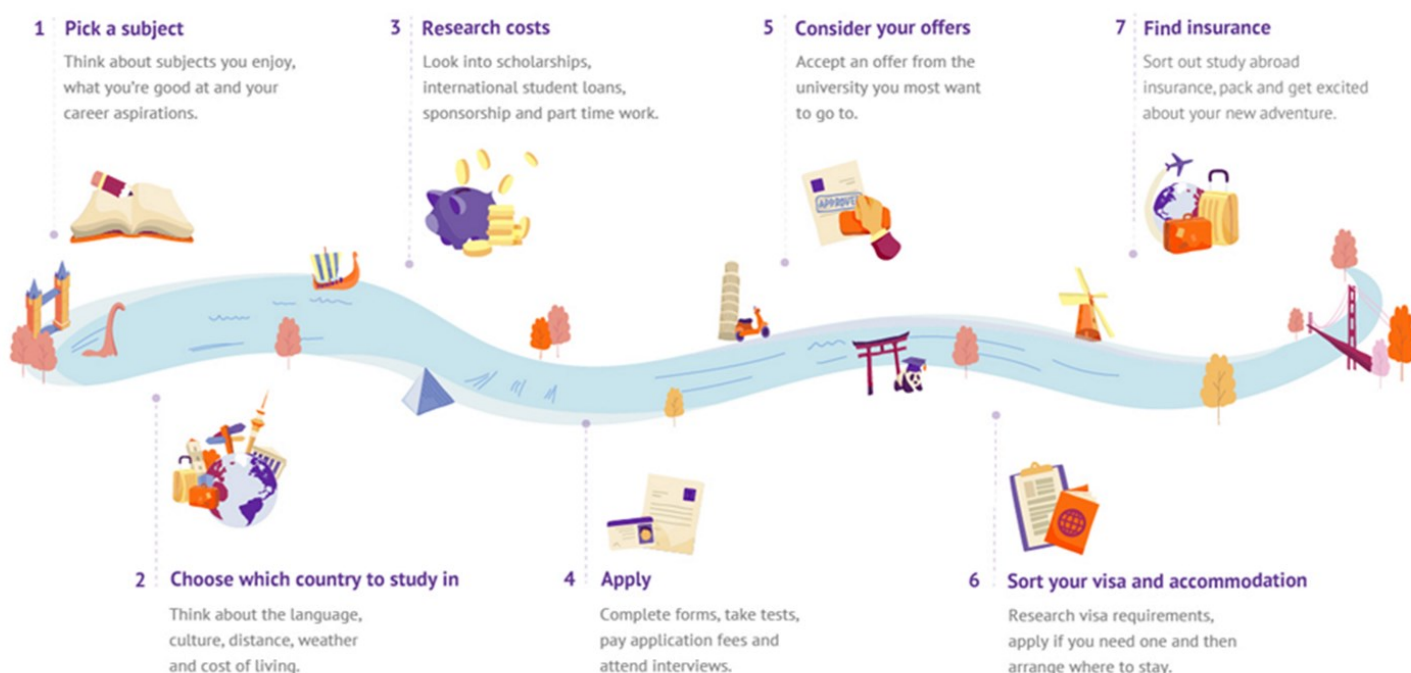 1 Pick a subject
Think about subjects you enjoy,
what you're good at and your
career aspirations.
2 Choose which country to study in
Think about the language,
culture, distance, weather
and cost of living.
3 Research costs
Look into scholarships,
international student loans,
sponsorship and part time work.
4 Apply
Complete forms, take tests,
pay application fees and
attend interviews.
5 Consider your offers
Accept an offer from the
university you most want
to go to.
APPROVE
6 Sort your visa and accommodation
Research visa requirements,
apply if you need one and then
arrange where to stay.
7 Find insurance
Sort out study abroad
insurance, pack and get excited
about your new adventure.